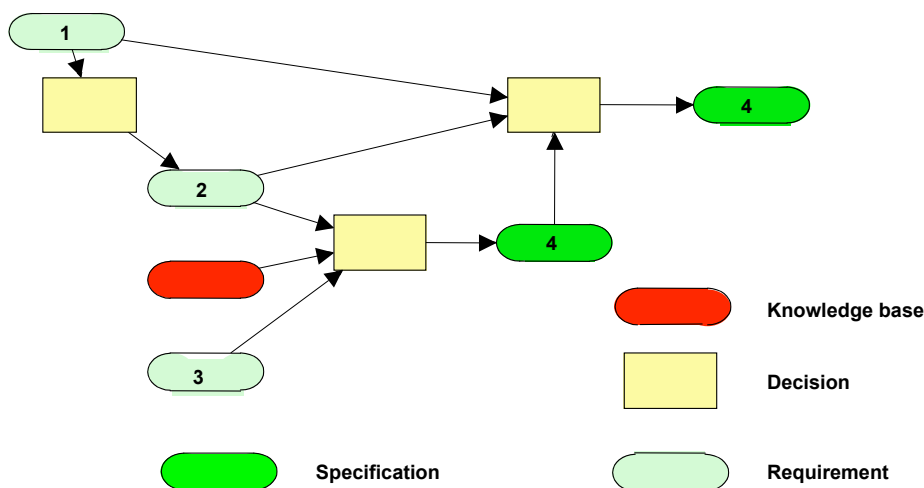 1
4
2
4
Knowledge base
3
Decision
Specification
Requirement